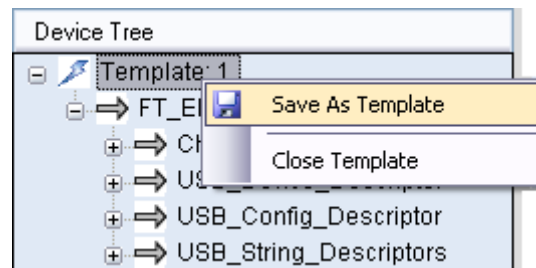 Device Tree
Template: 1
Save As Template
Close Template
USB_Config_Descriptor
USB_String_Descriptors